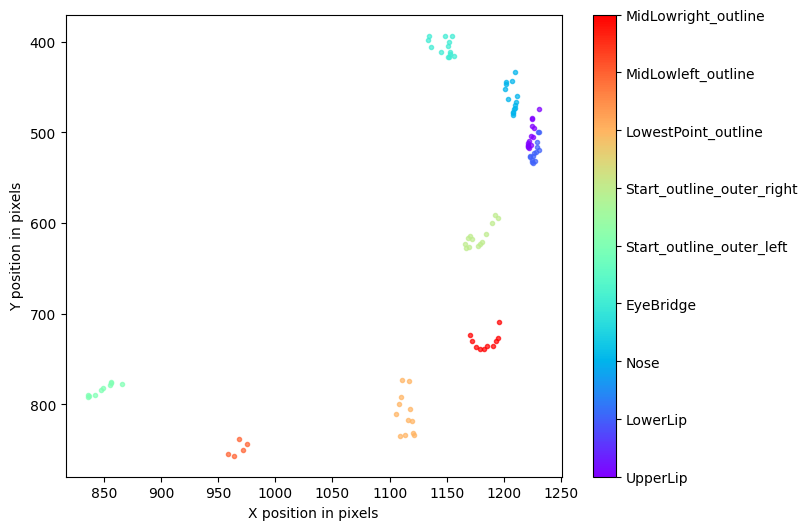 400
500
600
700
800
Y position in pixels
850
900
950
1000
1050
1100
1150
1200
1250
X position in pixels
MidLowright_outline
MidLowleft_outline
LowestPoint_outline
Start_outline_outer_right
Start_outline_outer_left
EyeBridge
Nose
LowerLip
UpperLip